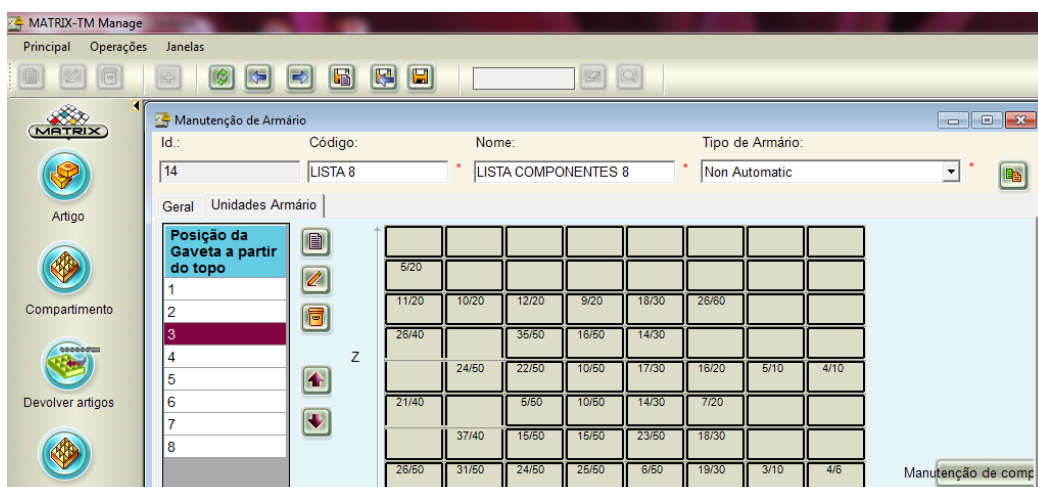 MATRIX-TM Manage
Principal Operações Janelas
MATRIX
Manutenção de Armário
Id.: Código: Nome: Tipo de Armário:
14 LISTA 8 * LISTA COMPONENTES 8 * Non Automatic *
Geral Unidades Armário
Artigo
Compartimento
Devolver artigos
Posição da
Gaveta a partir
do topo
1
2
3
4
5
6
7
8
Z
5/20
11/20 10/20 12/20 9/20 18/30 26/60
26/40 35/50 16/50 14/30
24/50 22/50 10/50 17/30 16/20 5/10 4/10
21/40 5/50 10/50 14/30 7/20
37/40 15/50 15/50 23/50 18/30
26/50 31/50 24/50 25/50 6/50 19/30 3/10 4/6
Manutenção de comp